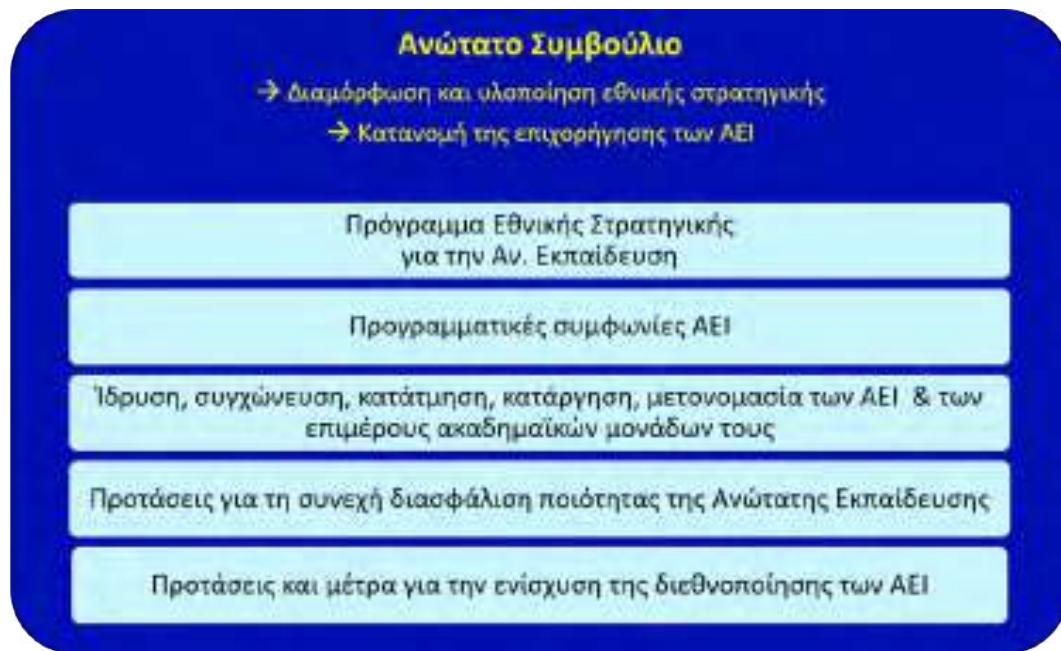 Ανώτατο Συμβούλιο
→ Διαμόρφωση και υλοποίηση εθνικής στρατηγικής
→ Κατανομή της επιχορήγησης των ΑΕΙ
Πρόγραμμα Εθνικής Στρατηγικής
για την Αν. Εκπαίδευση
Προγραμματικές συμφωνίες ΑΕΙ
Ίδρυση, συγχώνευση, κατάτμηση, κατάργηση, μετονομασία των ΑΕΙ & των
επιμέρους ακαδημαϊκών μονάδων τους
Προτάσεις για τη συνεχή διασφάλιση ποιότητας της Ανώτατης Εκπαίδευσης
Προτάσεις και μέτρα για την ενίσχυση της διεθνοποίησης των ΑΕΙ